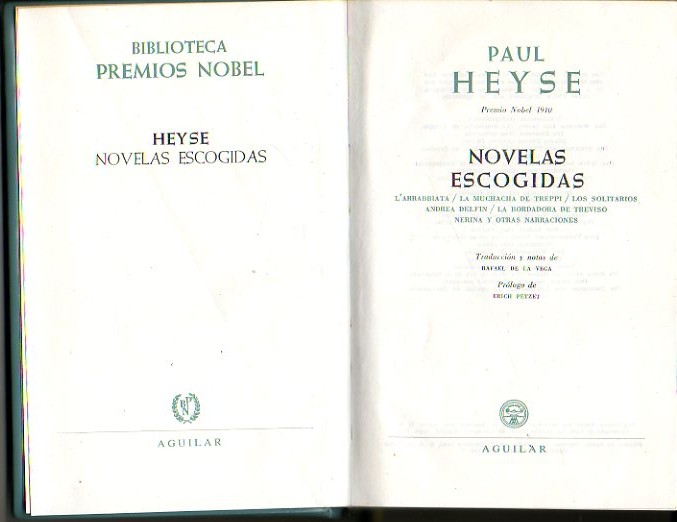 BIBLIOTECA
PREMIOS NOBEL
HEYSE
NOVELAS ESCOGIDAS
AGUILAR
PAUL
HEYSE
Premio Nobel 1910
NOVELAS
ESCOGIDAS
L'ARRABBIATA / LA MUCHACHA DE TREPPI / LOS SOLITARIOS
ANDREA DELFIN / LA BORDADORA DE TREVISO
NERINA Y OTRAS NARRACIONES
Traducción y notas de
RAFAEL DE LA VEGA
Prólogo de
ERICH PETZET
AGUILAR